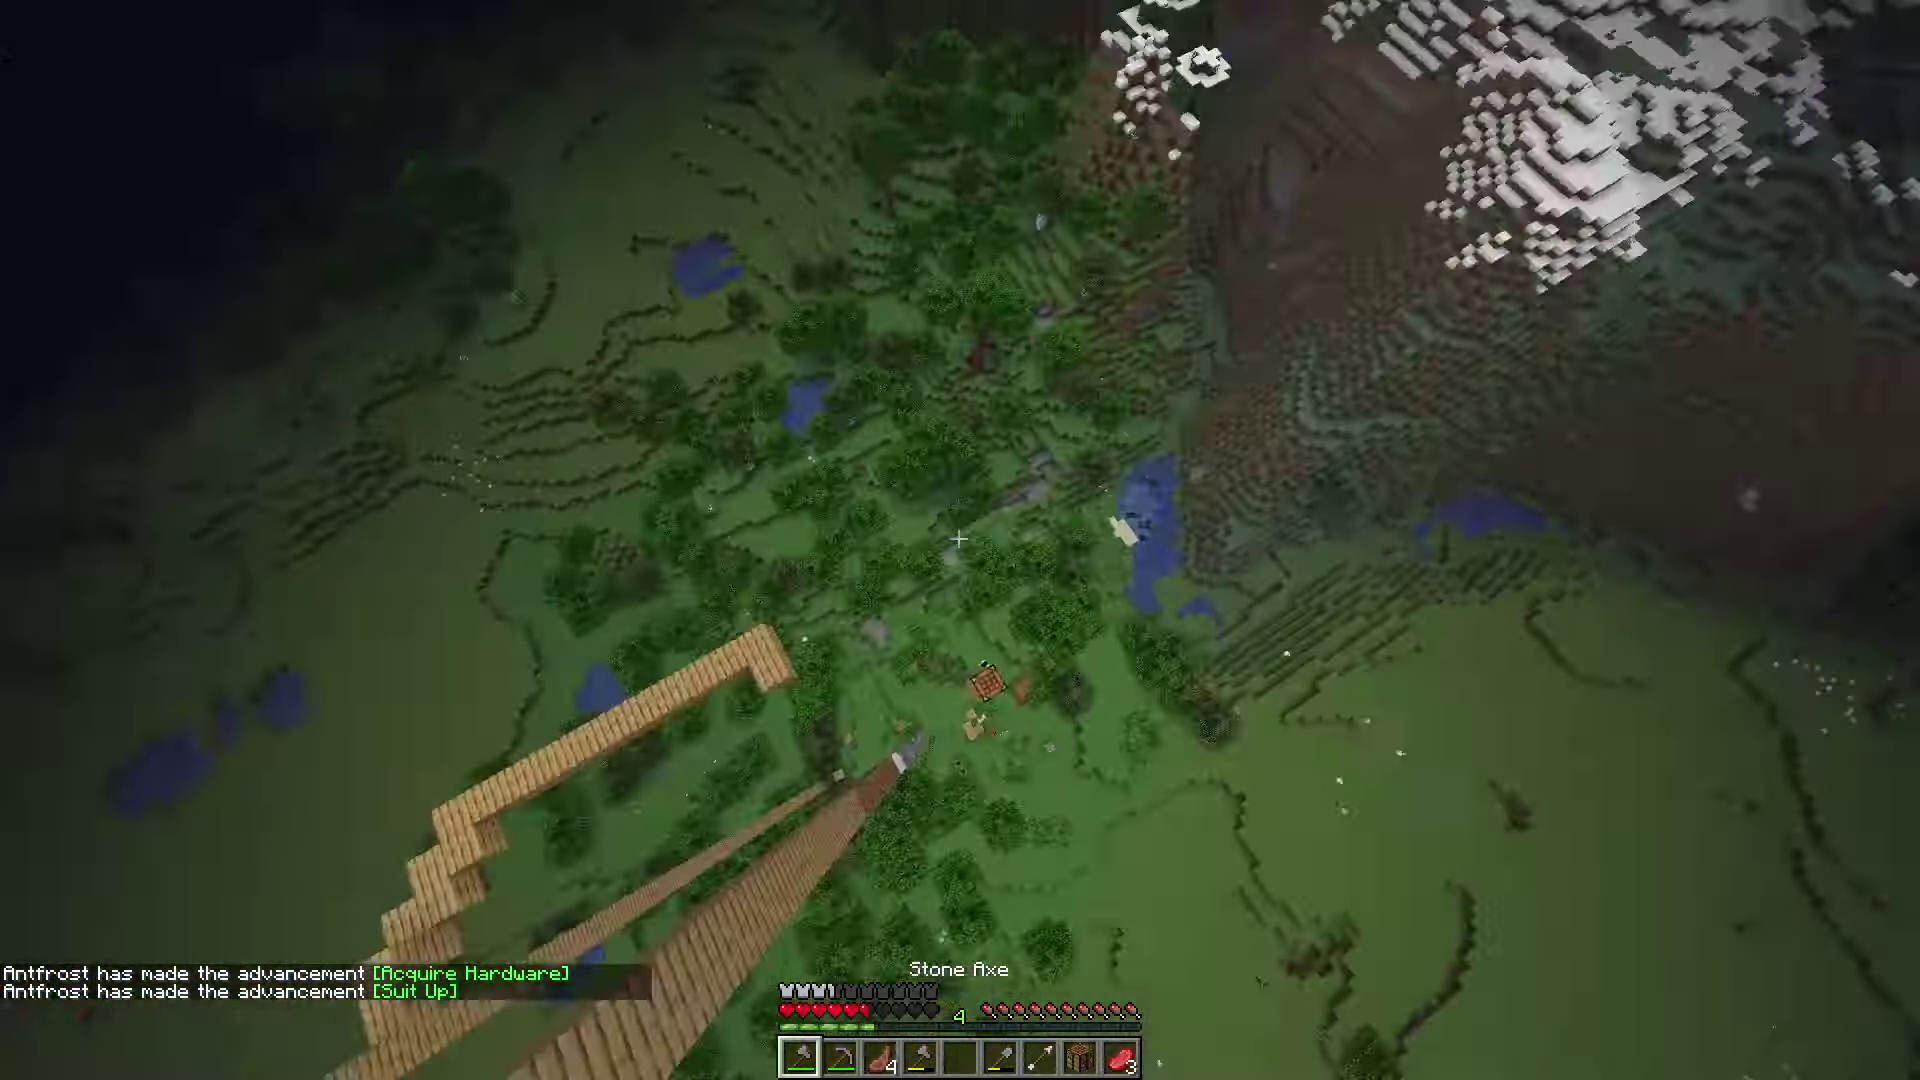 Antfrost has made the advancement [Acquire Hardware]
Antfrost has made the advancement [Suit Up]
Stone Axe
4
4
3